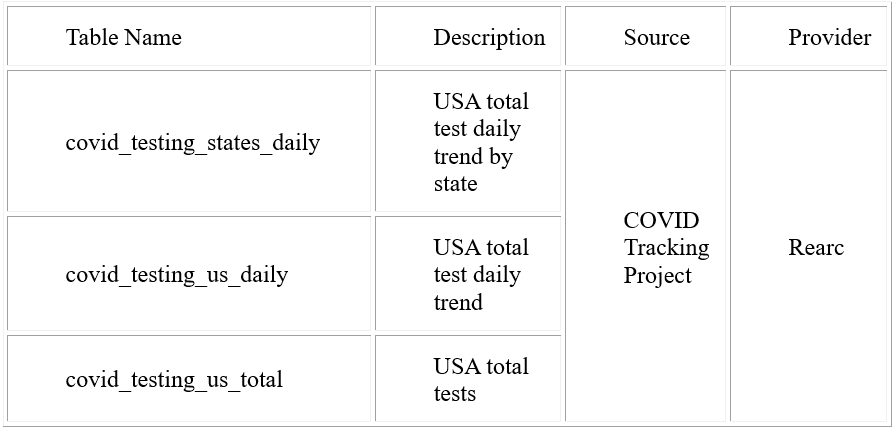 Table Name Description Source Provider
covid_testing_states_daily
USA total
test daily
trend by
state
COVID
Tracking
Project
Rearc
covid_testing_us_daily
USA total
test daily
trend
covid_testing_us_total
USA total
tests